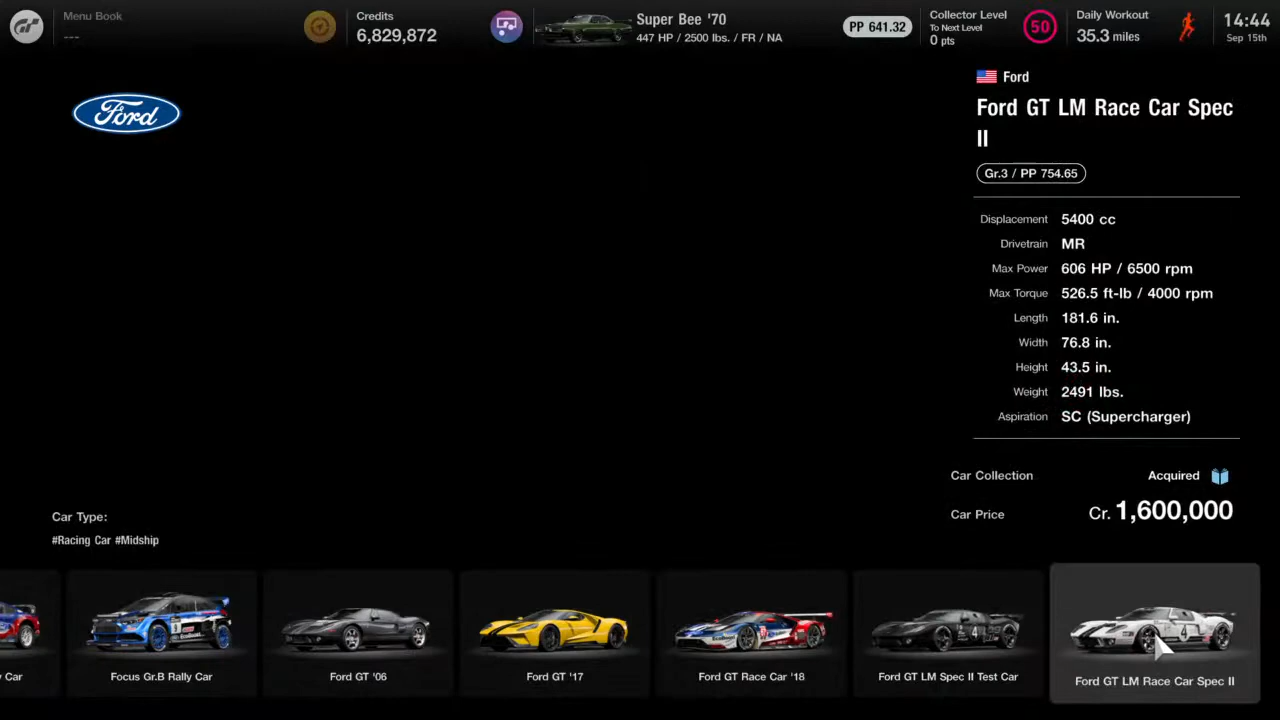 Menu Book
---
Credits
6,829,872
Super Bee '70
447 HP / 2500 lbs. / FR / NA
PP 641.32
Collector Level
To Next Level
0 pts
50
Daily Workout
35.3 miles
14:44
Sep 15th
Ford
Ford
Ford GT LM Race Car Spec
II
Gr.3 / PP 754.65
Displacement 5400 cc
Drivetrain MR
Max Power 606 HP / 6500 rpm
Max Torque 526.5 ft-lb / 4000 rpm
Length 181.6 in.
Width 76.8 in.
Height 43.5 in.
Weight 2491 lbs.
Aspiration SC (Supercharger)
Car Collection Acquired
Car Price Cr. 1,600,000
Car Type:
#Racing Car #Midship
y Car
Focus Gr.B Rally Car
Ford GT '06
Ford GT '17
Ford GT Race Car '18
4
Ford GT LM Spec II Test Car
4
Ford GT LM Race Car Spec II